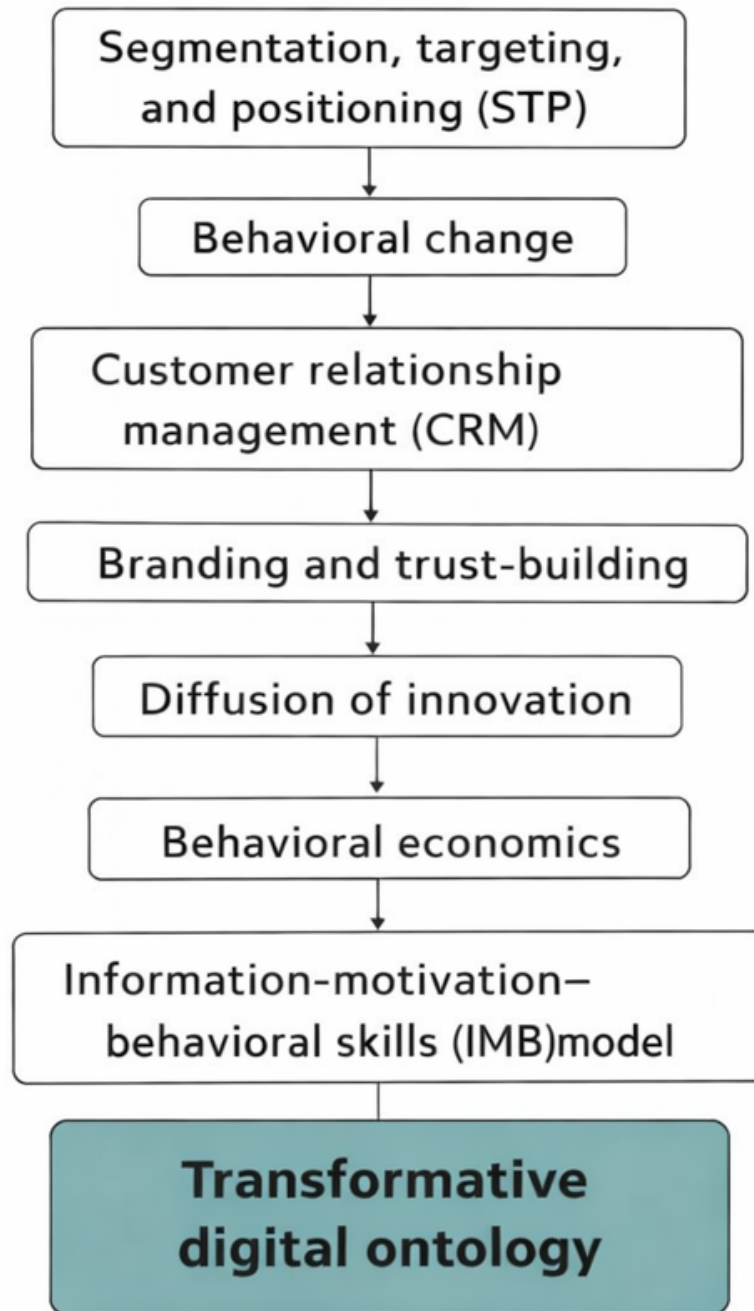 Segmentation, targeting,
and positioning (STP)
Behavioral change
Customer relationship
management (CRM)
Branding and trust-building
Diffusion of innovation
Behavioral economics
Information-motivation–
behavioral skills (IMB)model
Transformative
digital ontology